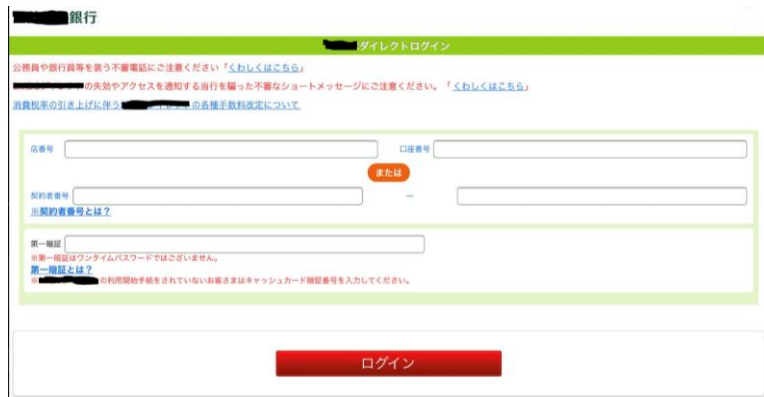 銀行
ダイレクトログイン
公務員や銀行員等を装う不審電話にご注意ください「くわしくはこちら」
の失効やアクセスを通知する当行を騙った不審なショートメッセージにご注意ください。「くわしくはこちら」
消費税率の引き上げに伴う の各種手数料改定について
店番号 口座番号
または
契約者番号 －
※契約者番号とは？
第一暗証
※第一暗証はワンタイムパスワードではございません。
第一暗証とは？
※ の利用開始手続をされていないお客さまはキャッシュカード暗証番号を入力してください。
ログイン